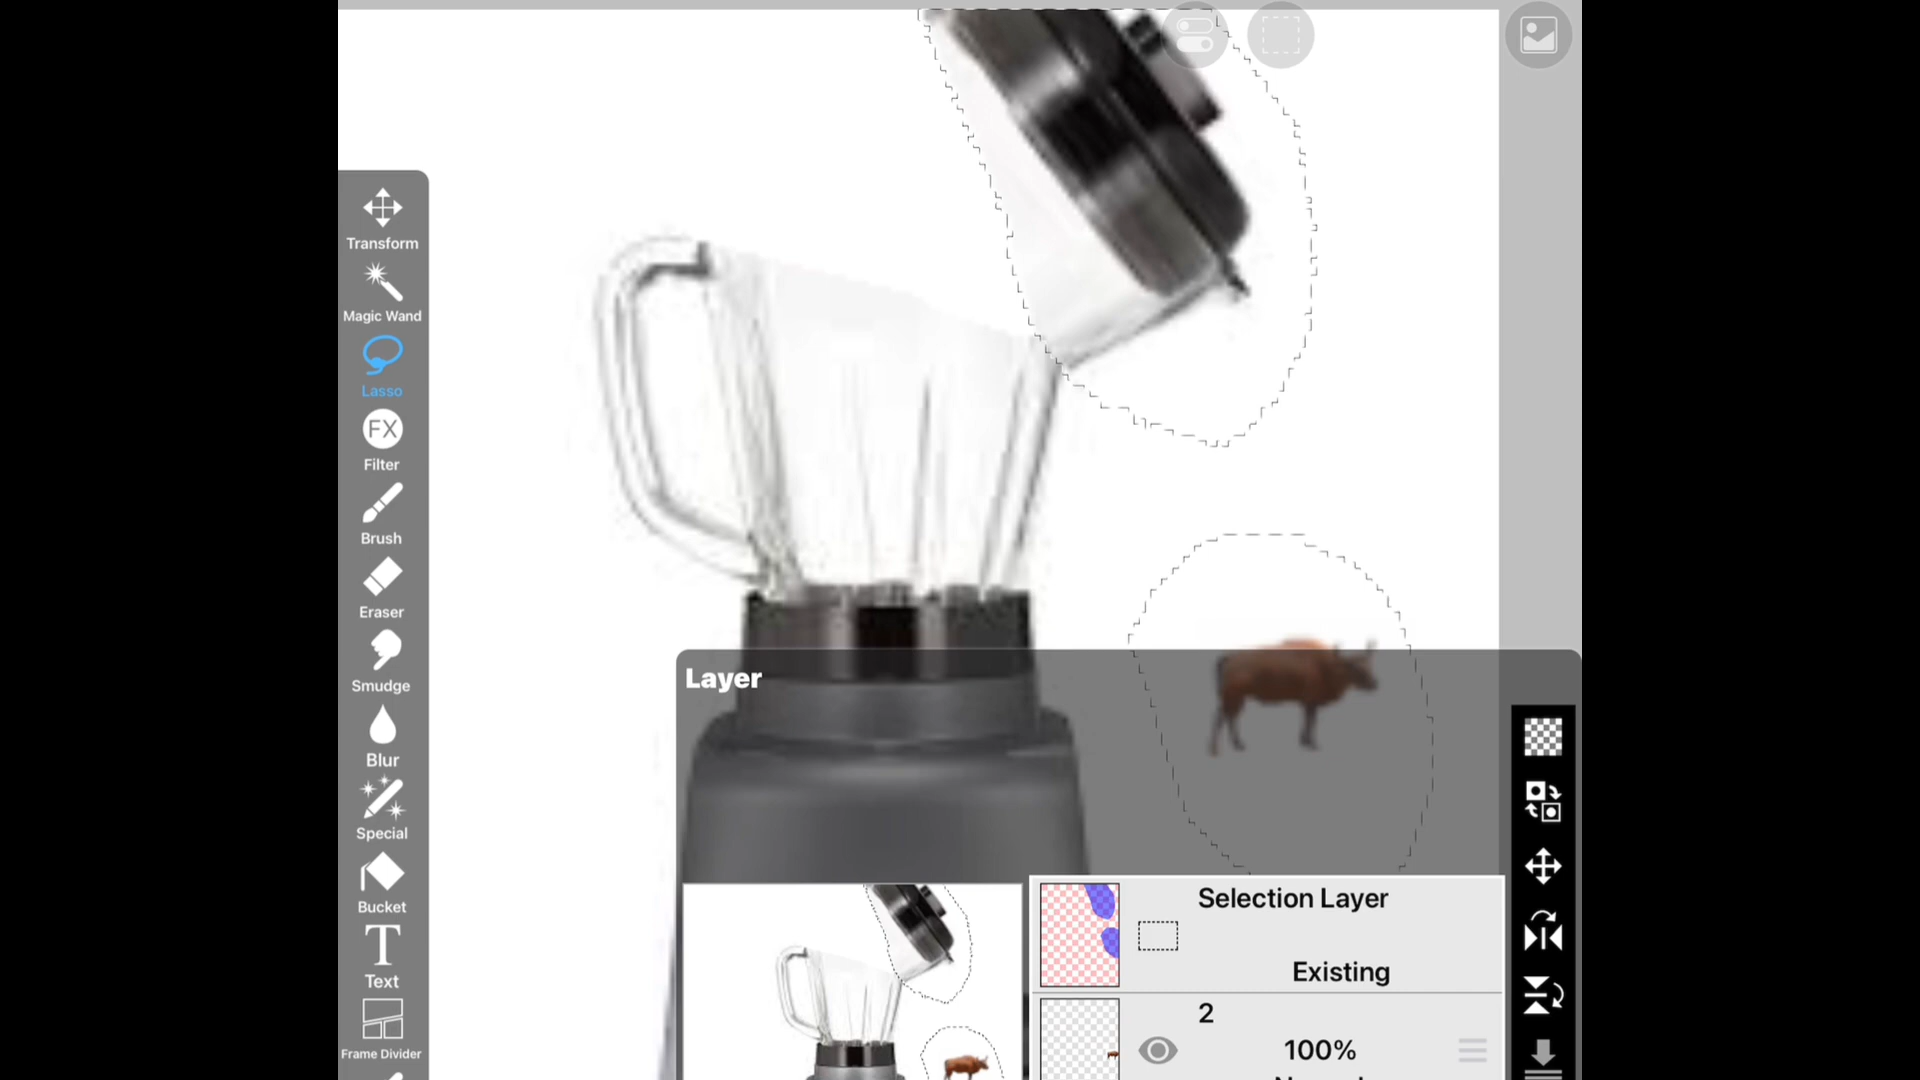 Transform
Magic Wand
Lasso
FX
Filter
Brush
Eraser
Smudge
Blur
Special
Bucket
T
Text
Frame Divider
Layer
Selection Layer
Existing
2
100%